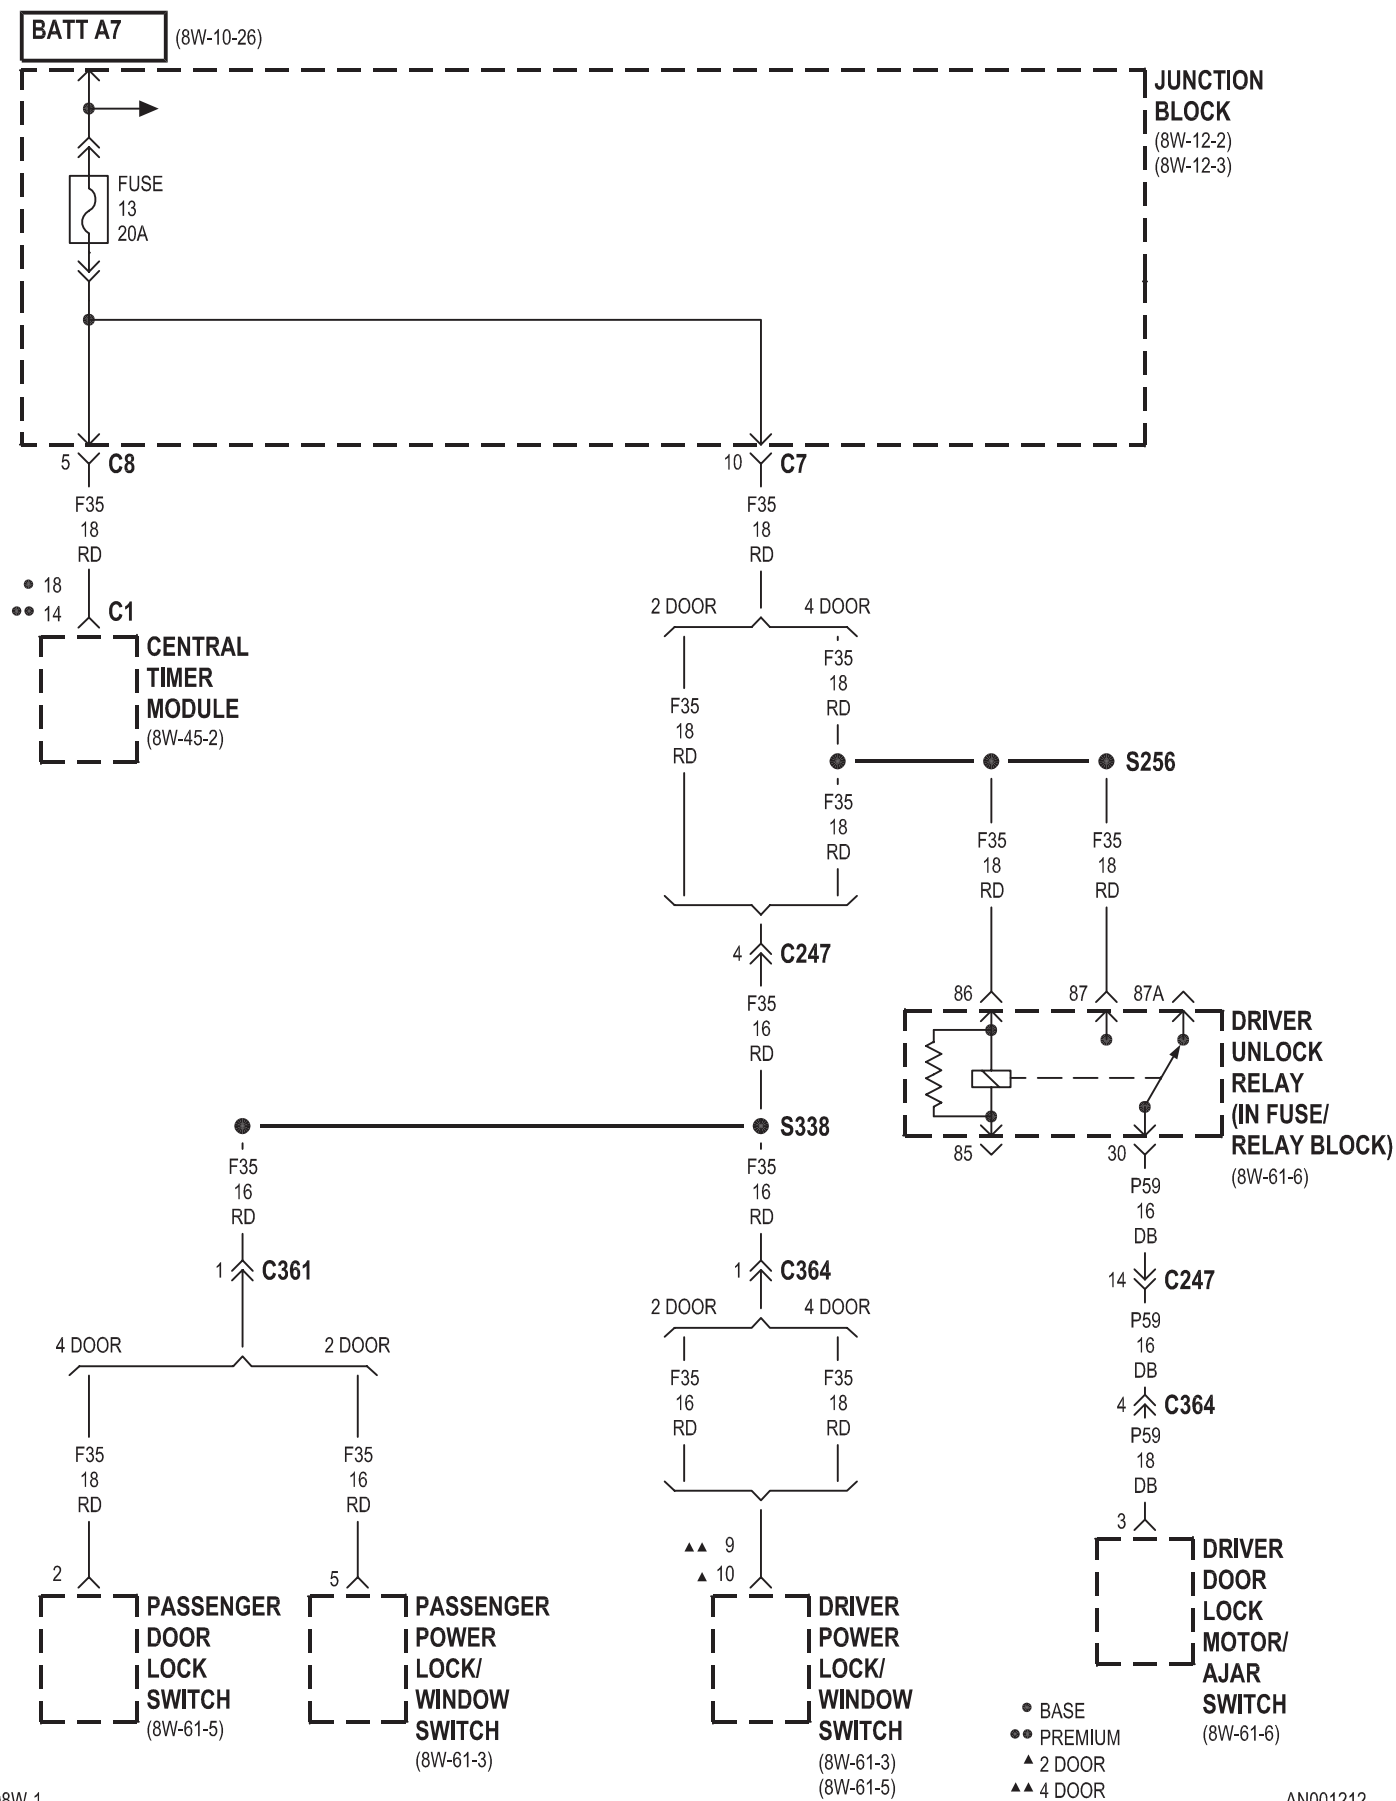 BATT A7
(8W-10-26)
JUNCTION
BLOCK
(8W-12-2)
(8W-12-3)
FUSE
13
20A
5 C8
10 C7
F35
18
RD
F35
18
RD
● 18
●● 14 C1
CENTRAL
TIMER
MODULE
(8W-45-2)
2 DOOR 4 DOOR
F35
18
RD
F35
18
RD
S256
F35
18
RD
F35
18
RD
F35
18
RD
4 C247
F35
16
RD
86 87 87A
DRIVER
UNLOCK
RELAY
(IN FUSE/
RELAY BLOCK)
(8W-61-6)
85 30
S338
F35
16
RD
F35
16
RD
P59
16
DB
1 C361
1 C364
14 C247
2 DOOR 4 DOOR
P59
16
DB
4 DOOR 2 DOOR
F35
16
RD
F35
18
RD
4 C364
P59
18
DB
F35
18
RD
F35
16
RD
3
DRIVER
DOOR
LOCK
MOTOR/
AJAR
SWITCH
(8W-61-6)
▲▲ 9
▲ 10
2
PASSENGER
DOOR
LOCK
SWITCH
(8W-61-5)
5
PASSENGER
POWER
LOCK/
WINDOW
SWITCH
(8W-61-3)
DRIVER
POWER
LOCK/
WINDOW
SWITCH
(8W-61-3)
(8W-61-5)
● BASE
●● PREMIUM
▲ 2 DOOR
▲▲ 4 DOOR